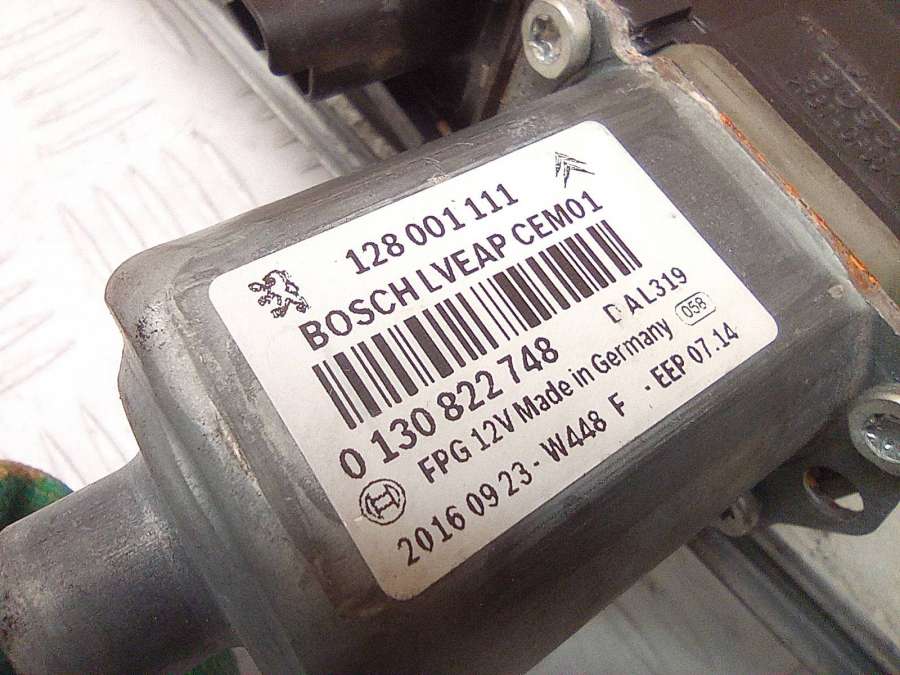 128 001 111
BOSCH LVEAP CEM01
DAL319
0 130 822 748
058
FPG 12V Made in Germany
2016 09 23 - W448 F - EEP 07.14